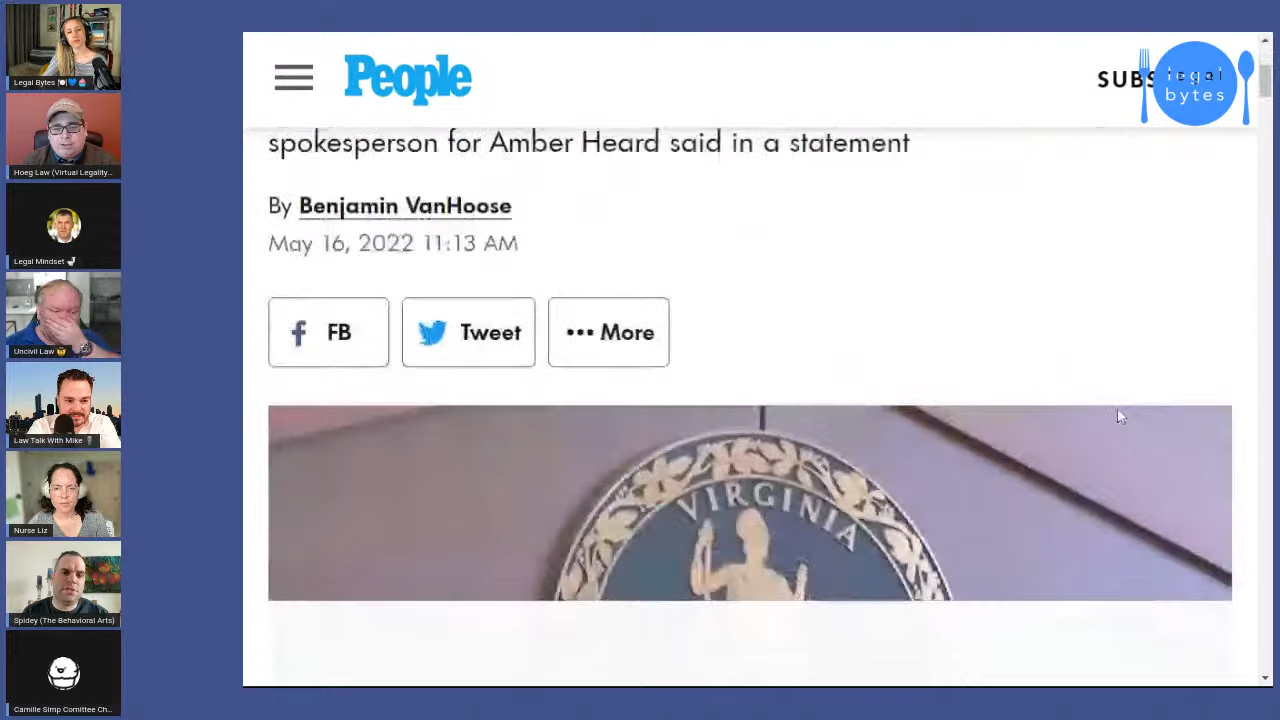 Legal Bytes
Hoeg Law (Virtual Legality...
Legal Mindset
Uncivil Law
Law Talk With Mike
Nurse Liz
Spidey (The Behavioral Arts)
Camille Simp Comittee Ch...
People
SUBS
legal
bytes
spokesperson for Amber Heard said in a statement
By Benjamin VanHoose
May 16, 2022 11:13 AM
FB
Tweet
••• More
VIRGINIA